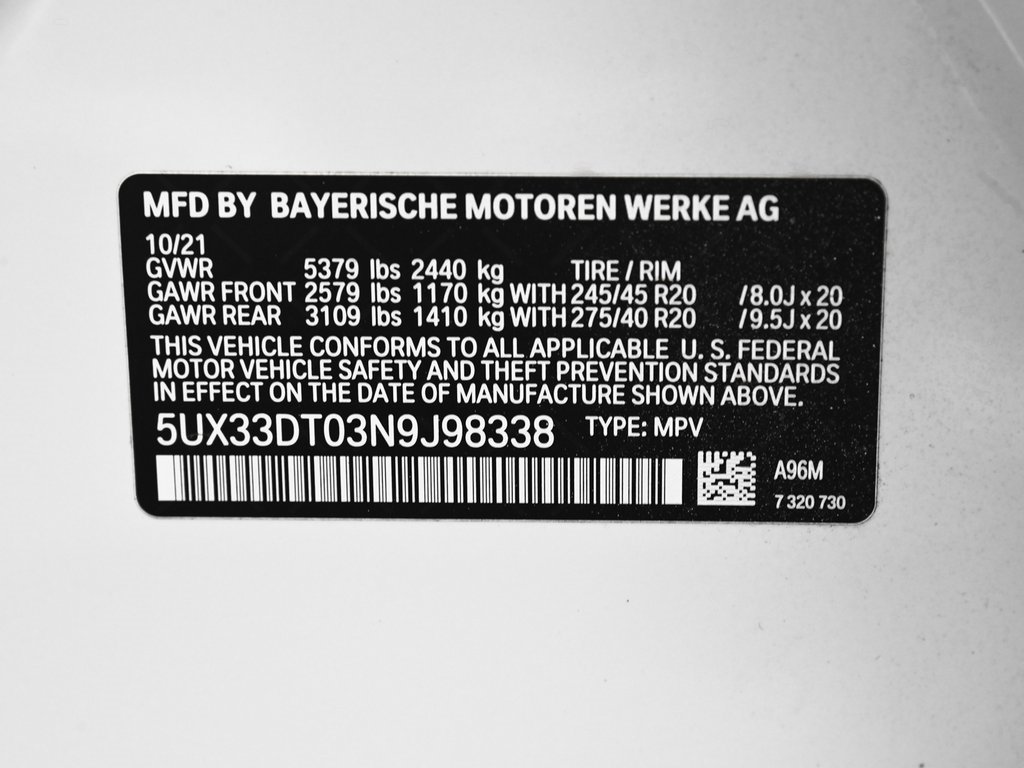 MFD BY BAYERISCHE MOTOREN WERKE AG
10/21
GVWR 5379 lbs 2440 kg TIRE / RIM
GAWR FRONT 2579 lbs 1170 kg WITH 245/45 R20 /8.0J x 20
GAWR REAR 3109 lbs 1410 kg WITH 275/40 R20 /9.5J x 20
THIS VEHICLE CONFORMS TO ALL APPLICABLE U. S. FEDERAL
MOTOR VEHICLE SAFETY AND THEFT PREVENTION STANDARDS
IN EFFECT ON THE DATE OF MANUFACTURE SHOWN ABOVE.
5UX33DT03N9J98338 TYPE: MPV
A96M
7 320 730